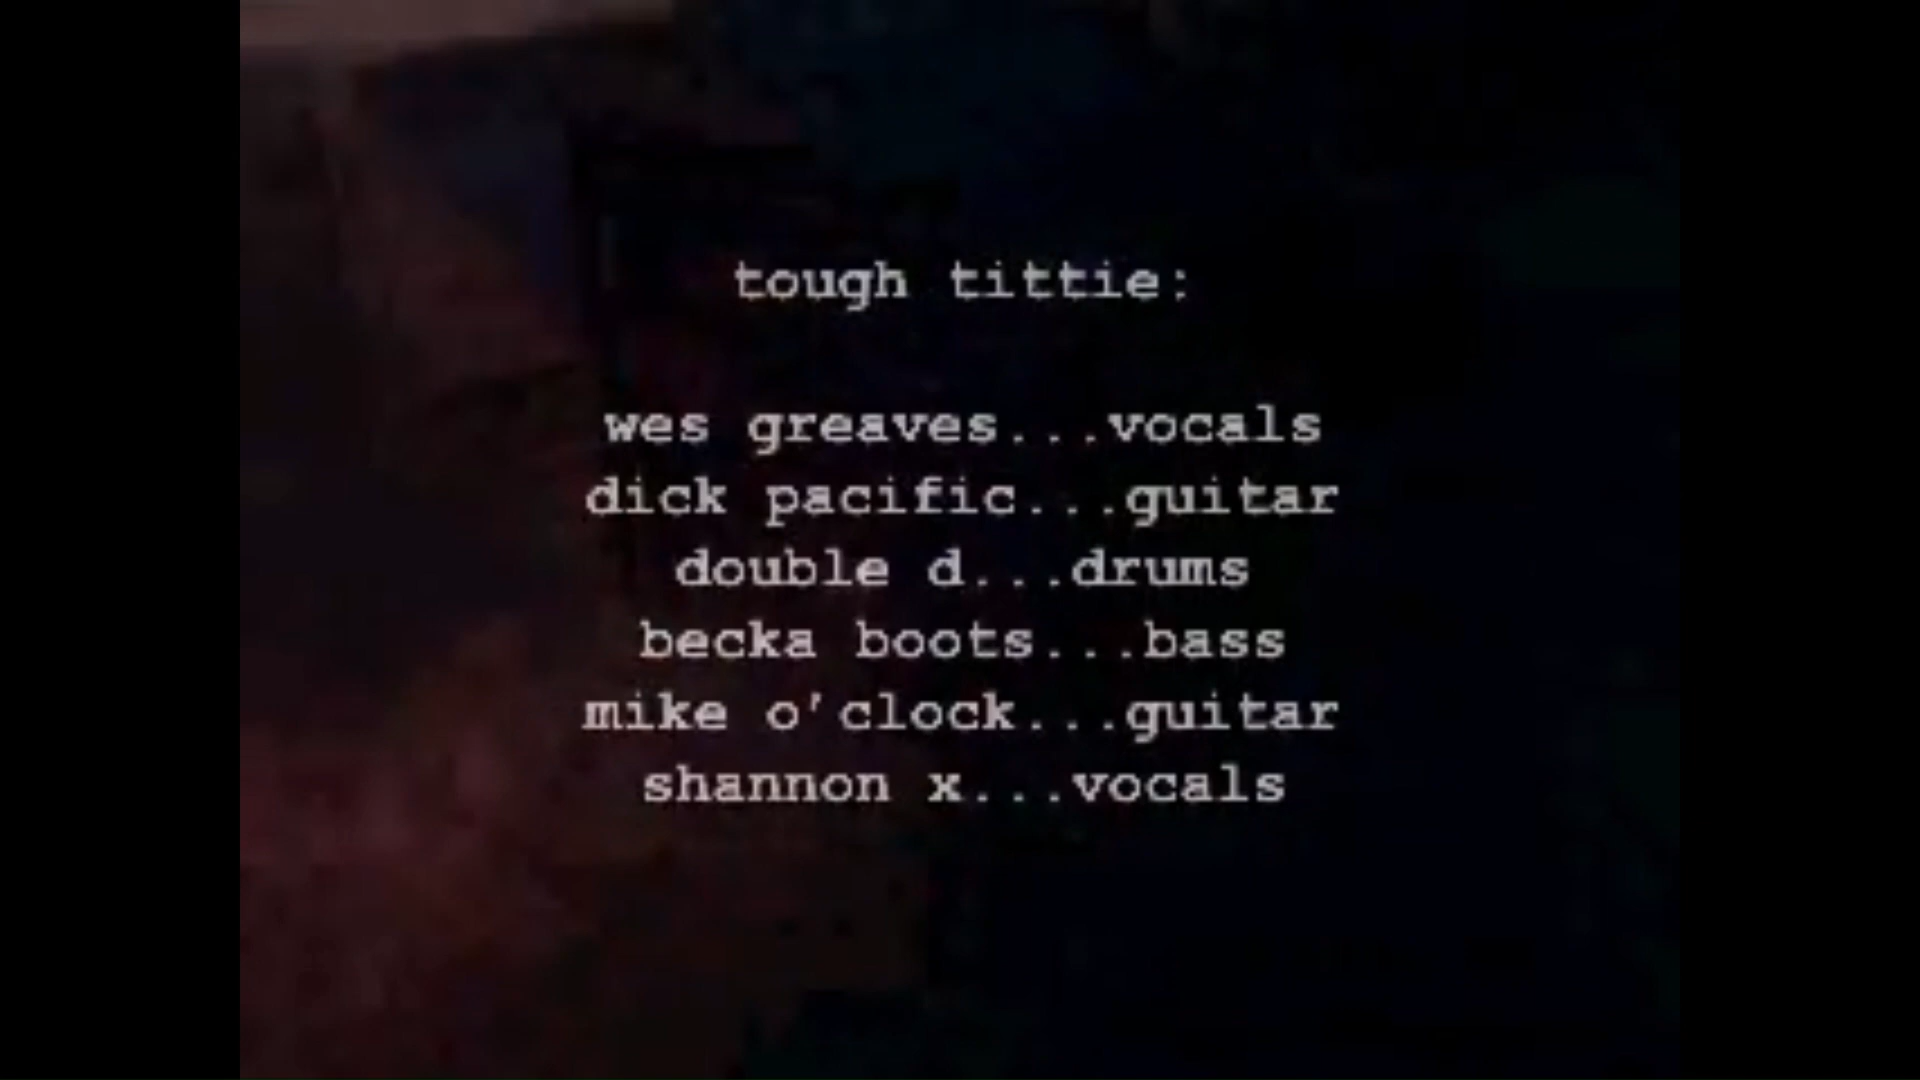 tough tittie:
wes greaves...vocals
dick pacific...guitar
double d...drums
becka boots...bass
mike o'clock...guitar
shannon x...vocals